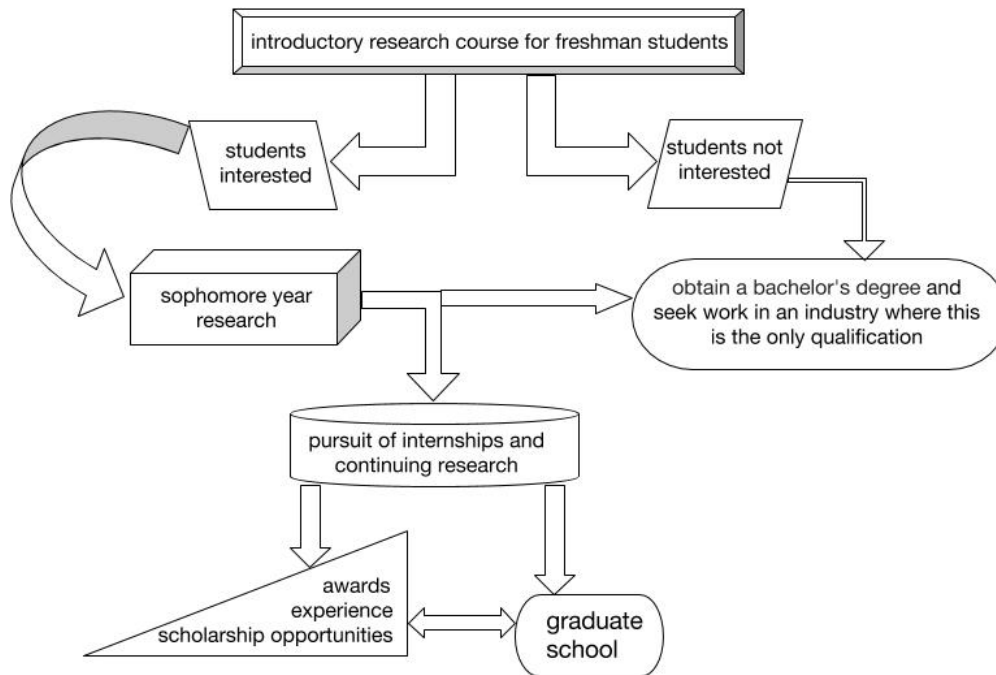 introductory research course for freshman students
students
interested
students not
interested
sophomore year
research
obtain a bachelor's degree and
seek work in an industry where this
is the only qualification
pursuit of internships and
continuing research
awards
experience
scholarship opportunities
graduate
school